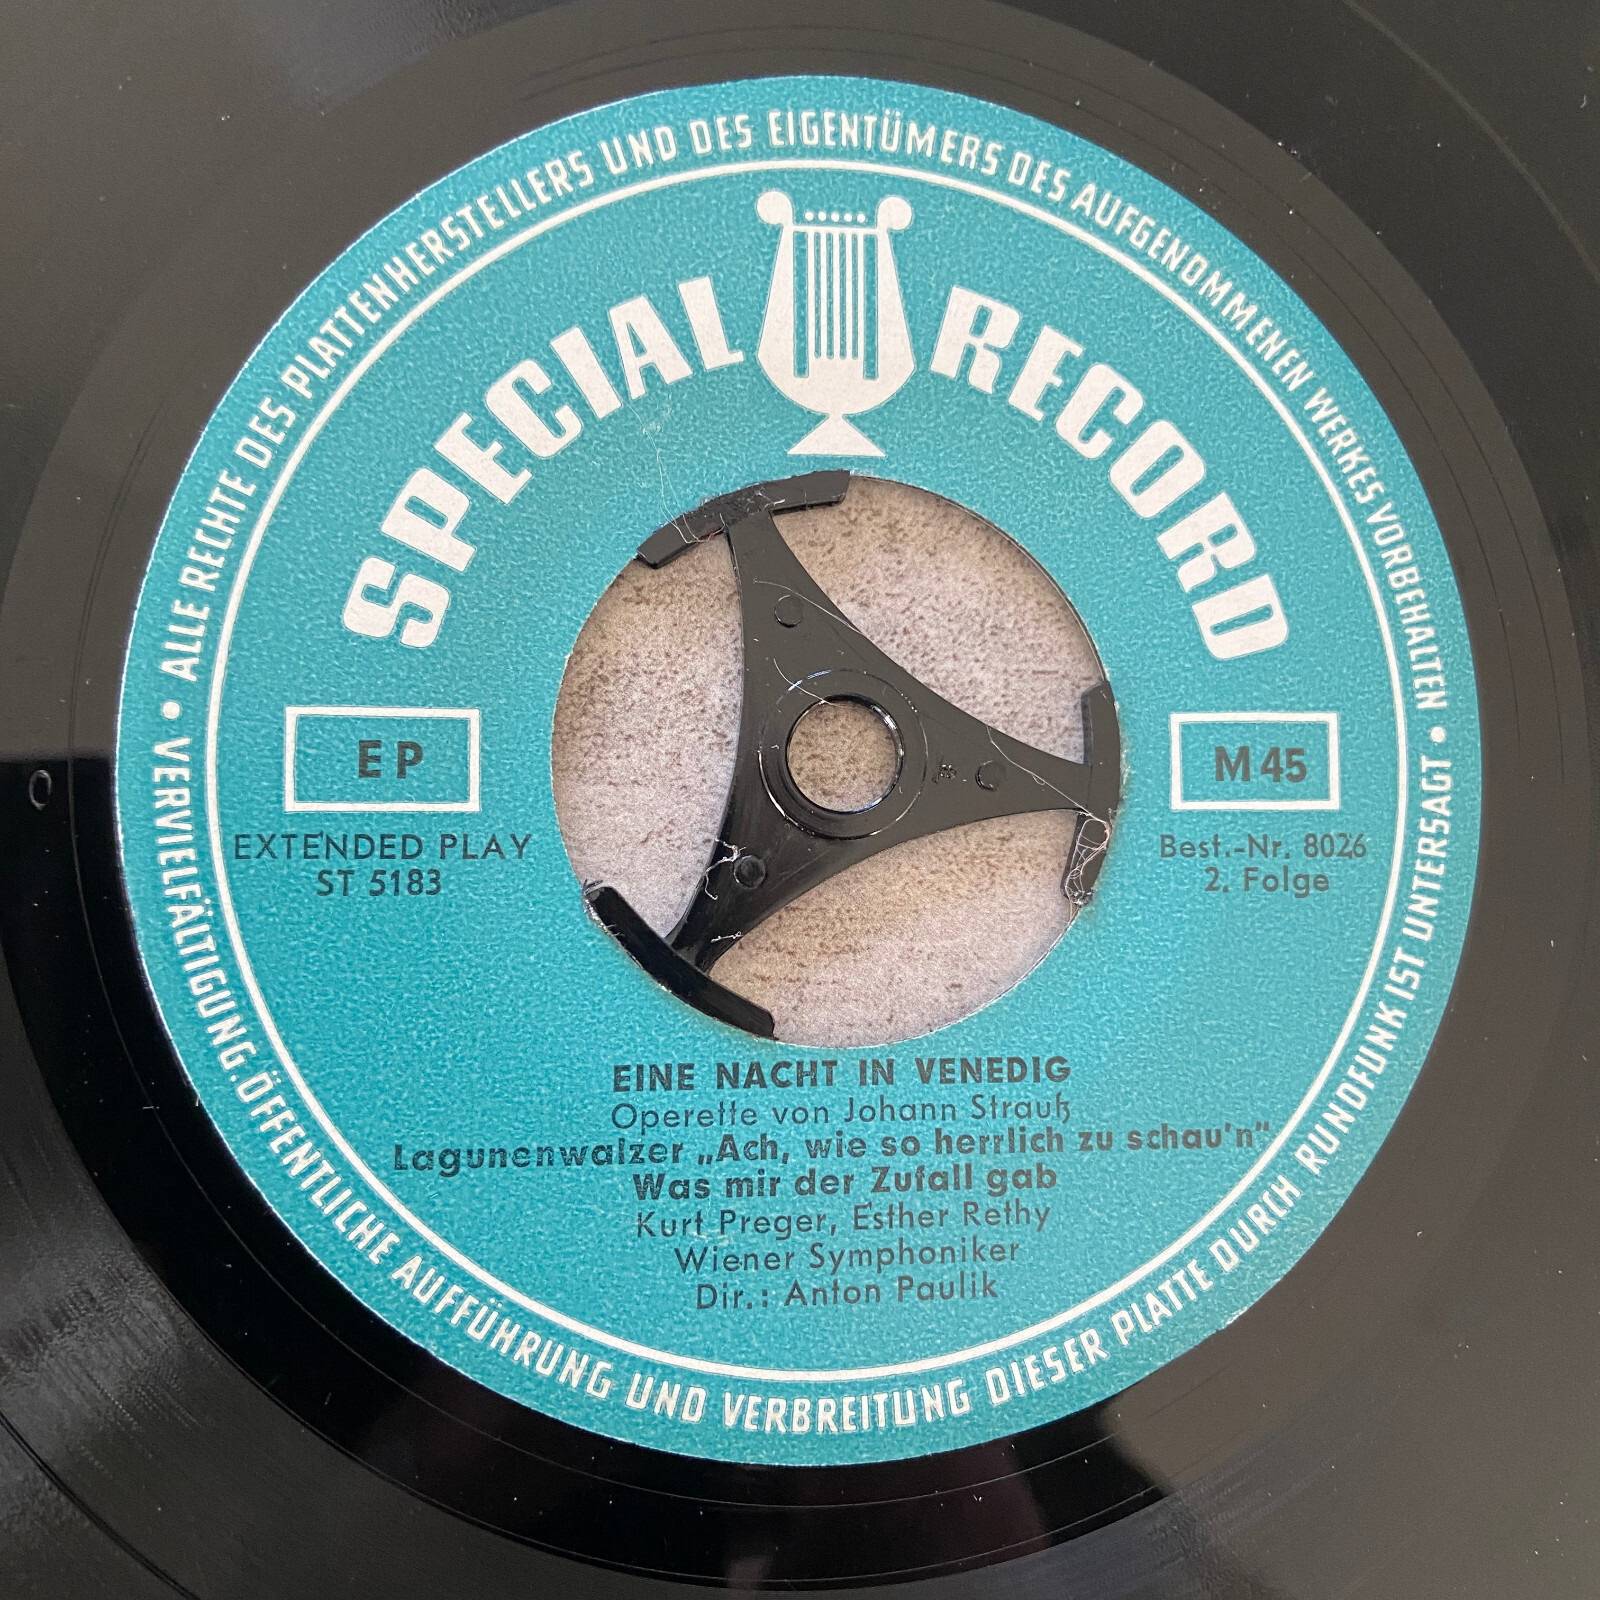 ALLE RECHTE DES PLATTENHERSTELLERS UND DES EIGENTÜMERS DES AUFGENOMMENEN WERKES VORBEHALTEN •
• VERVIELFÄLTIGUNG. ÖFFENTLICHE AUFFÜHRUNG UND VERBREITUNG DIESER PLATTE DURCH RUNDFUNK IST UNTERSAGT
SPECIAL RECORD
EP
EXTENDED PLAY
ST 5183
M 45
Best.-Nr. 8026
2. Folge
EINE NACHT IN VENEDIG
Operette von Johann Strauß
Lagunenwalzer „Ach, wie so herrlich zu schau'n"
Was mir der Zufall gab
Kurt Preger, Esther Rethy
Wiener Symphoniker
Dir.: Anton Paulik